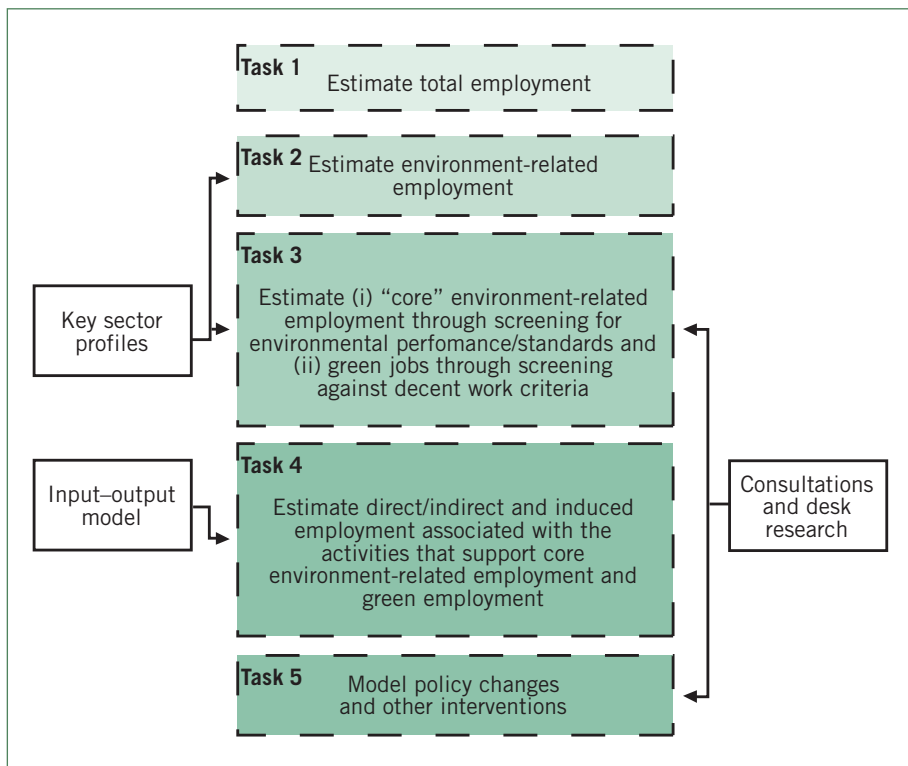 Task 1
Estimate total employment
Task 2
Estimate environment-related
employment
Task 3
Estimate (i) “core” environment-related
employment through screening for
environmental perfomance/standards and
(ii) green jobs through screening
against decent work criteria
Key sector
profiles
Task 4
Estimate direct/indirect and induced
employment associated with the
activities that support core
environment-related employment and
green employment
Input–output
model
Consultations
and desk
research
Task 5
Model policy changes
and other interventions